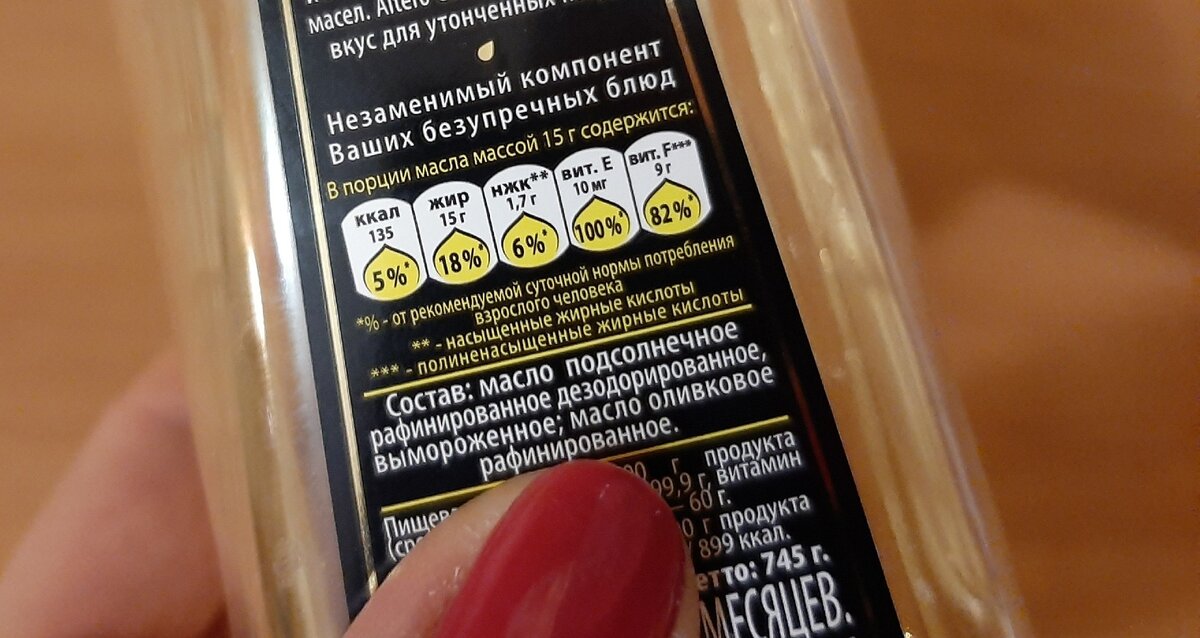 масел. Altero
вкус для утонченных
Незаменимый компонент
Ваших безупречных блюд
В порции масла массой 15 г содержится:
ккал жир нжк** вит. Е вит. F***
135 15 г 1,7 г 10 мг 9 г
5%* 18%* 6%* 100%* 82%*
*% - от рекомендуемой суточной нормы потребления
взрослого человека
** - насыщенные жирные кислоты
*** - полиненасыщенные жирные кислоты
Состав: масло подсолнечное
рафинированное дезодорированное,
вымороженное; масло оливковое
рафинированное.
г продукта
99,9 г, витамин
60 г.
г продукта
899 ккал.
745 г.
МЕСЯЦЕВ.